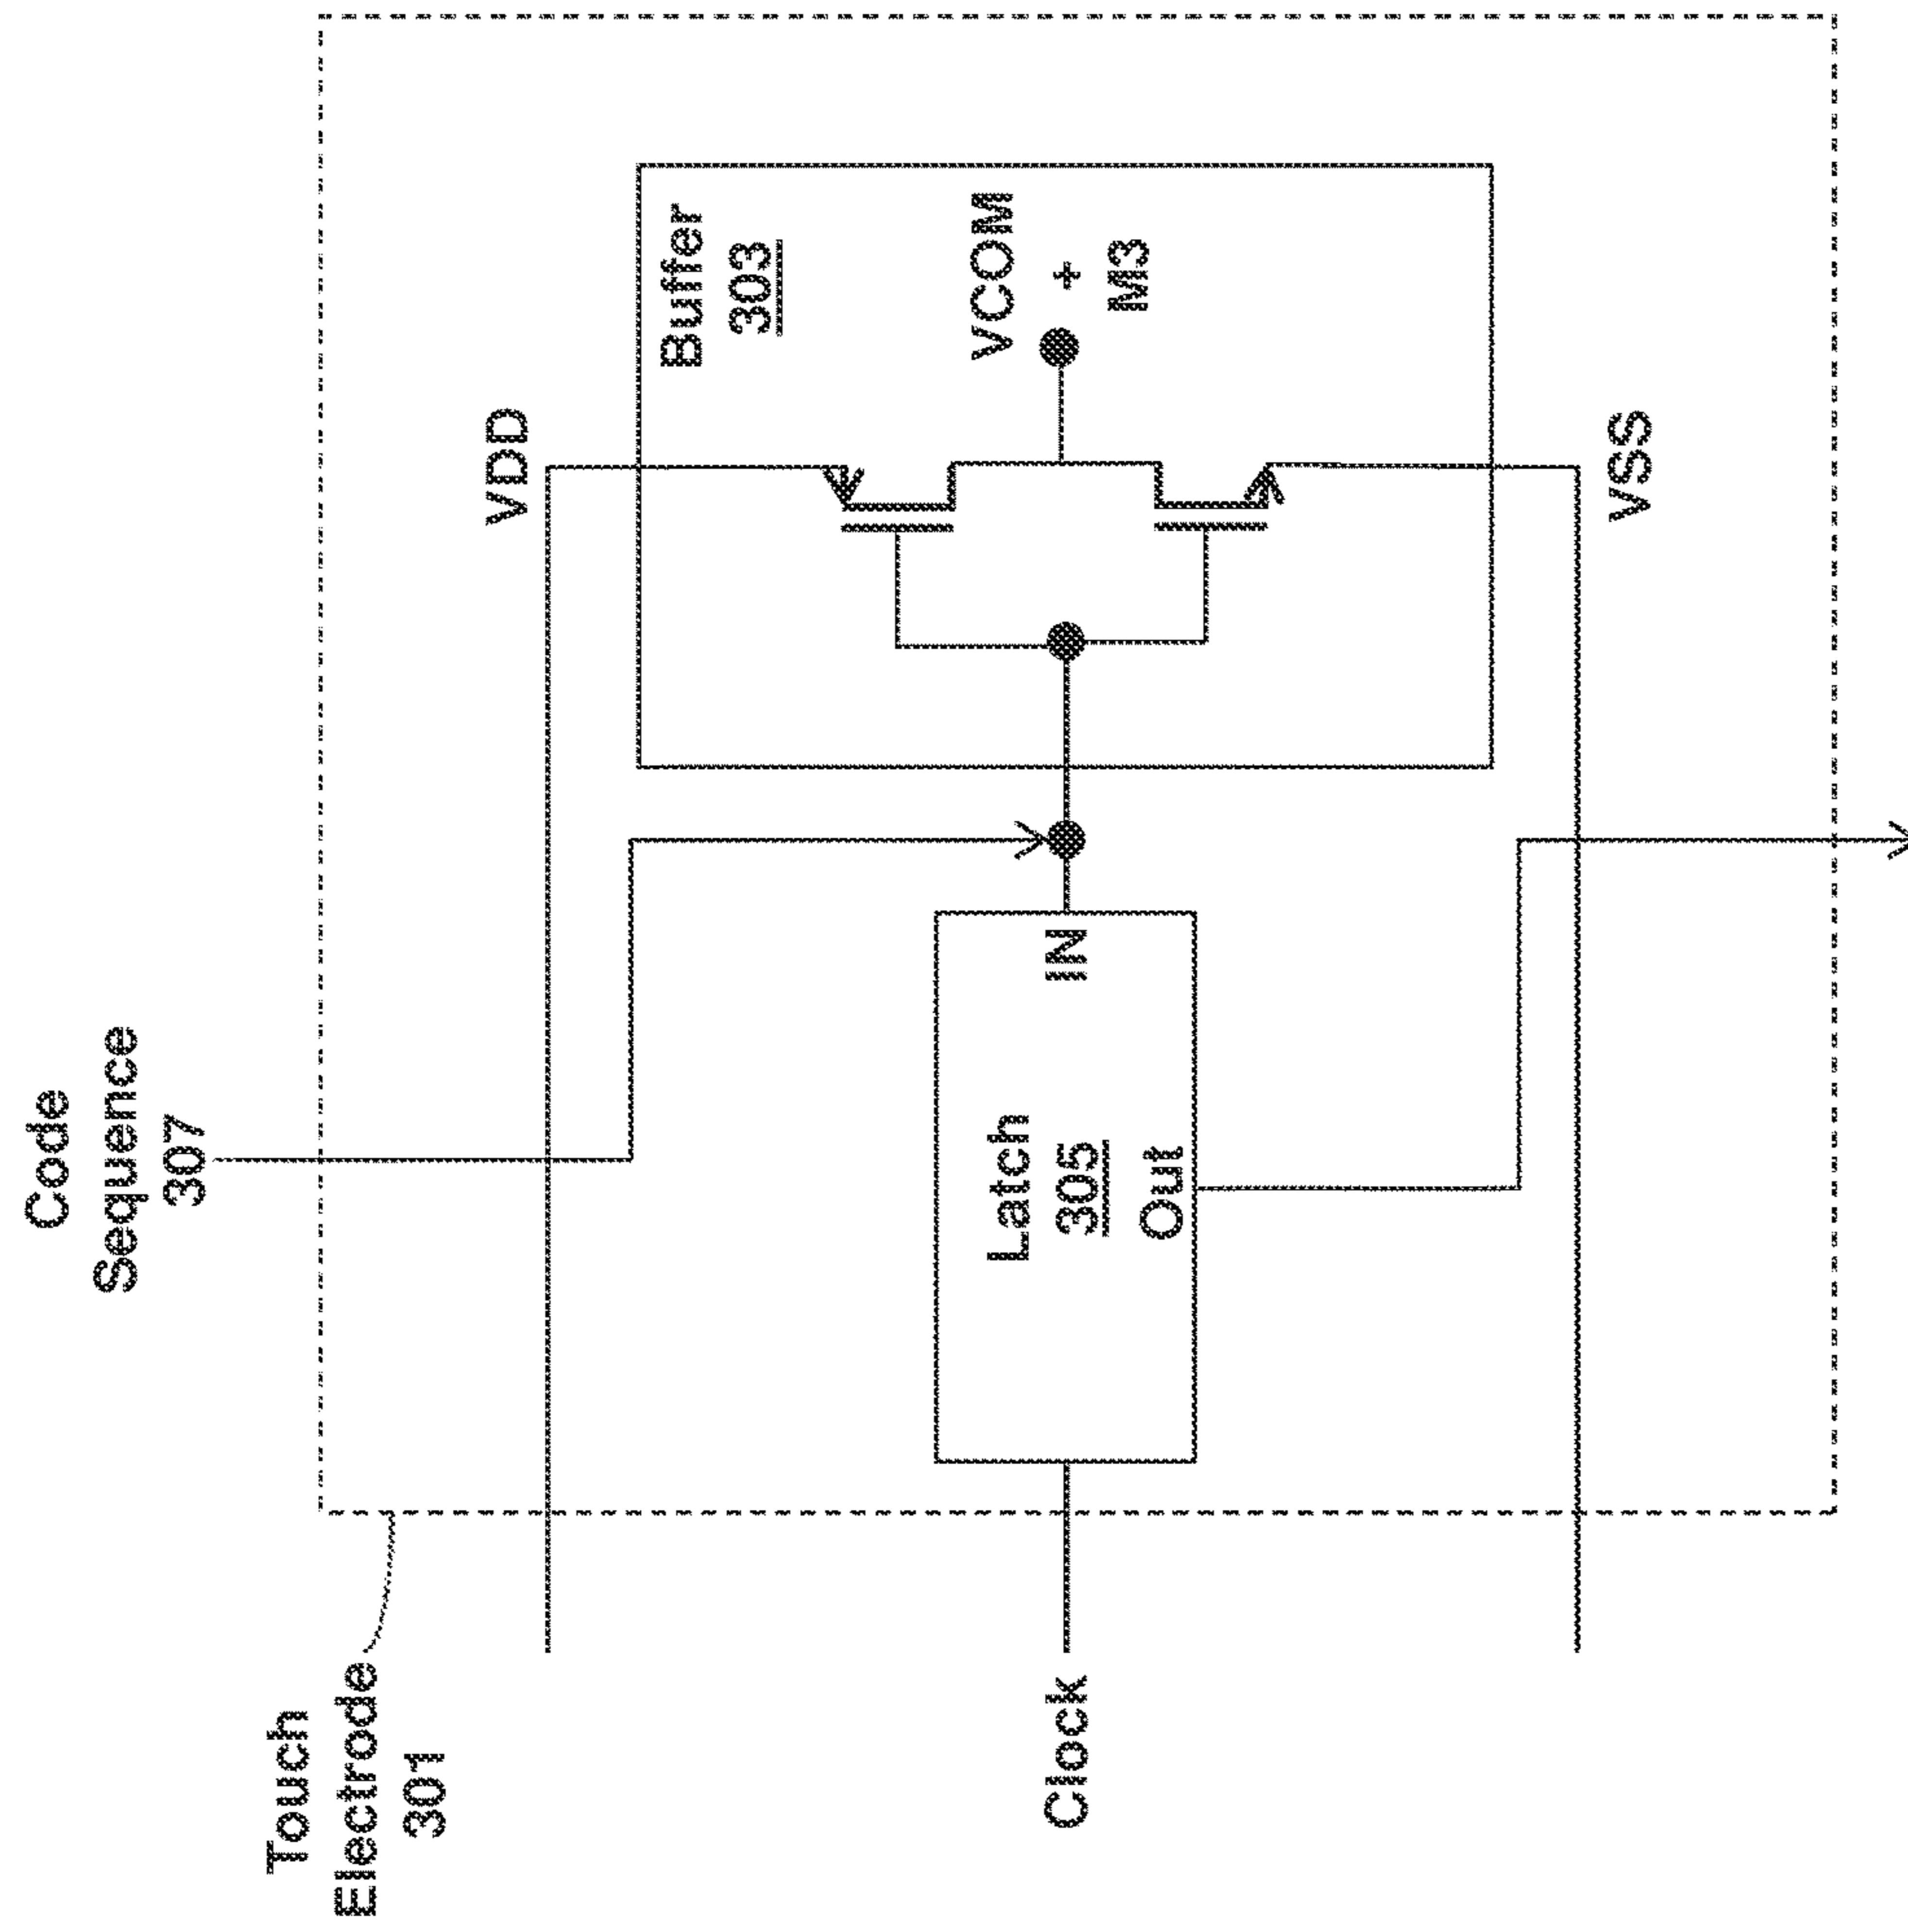 Code
Sequence
307
Touch
Electrode
301
VDD
Buffer
303
VCOM
+
M3
Latch
305
Out
IN
Clock
VSS